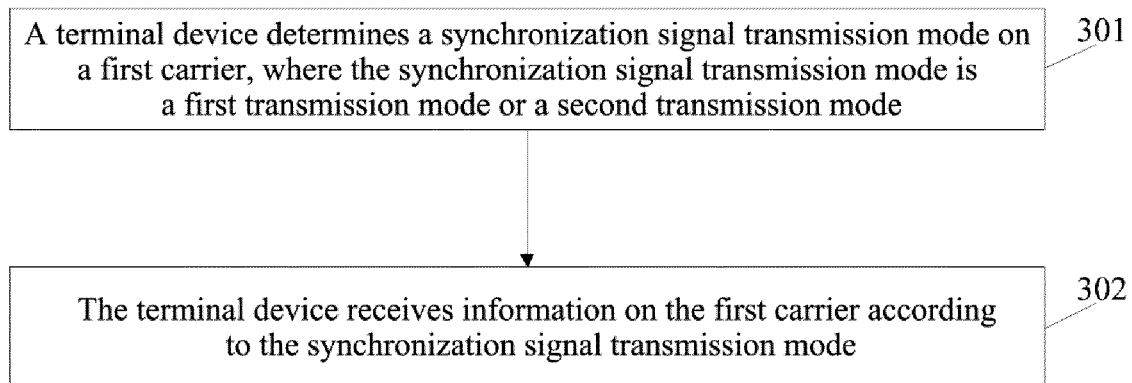 A terminal device determines a synchronization signal transmission mode on
a first carrier, where the synchronization signal transmission mode is
a first transmission mode or a second transmission mode
301
The terminal device receives information on the first carrier according
to the synchronization signal transmission mode
302